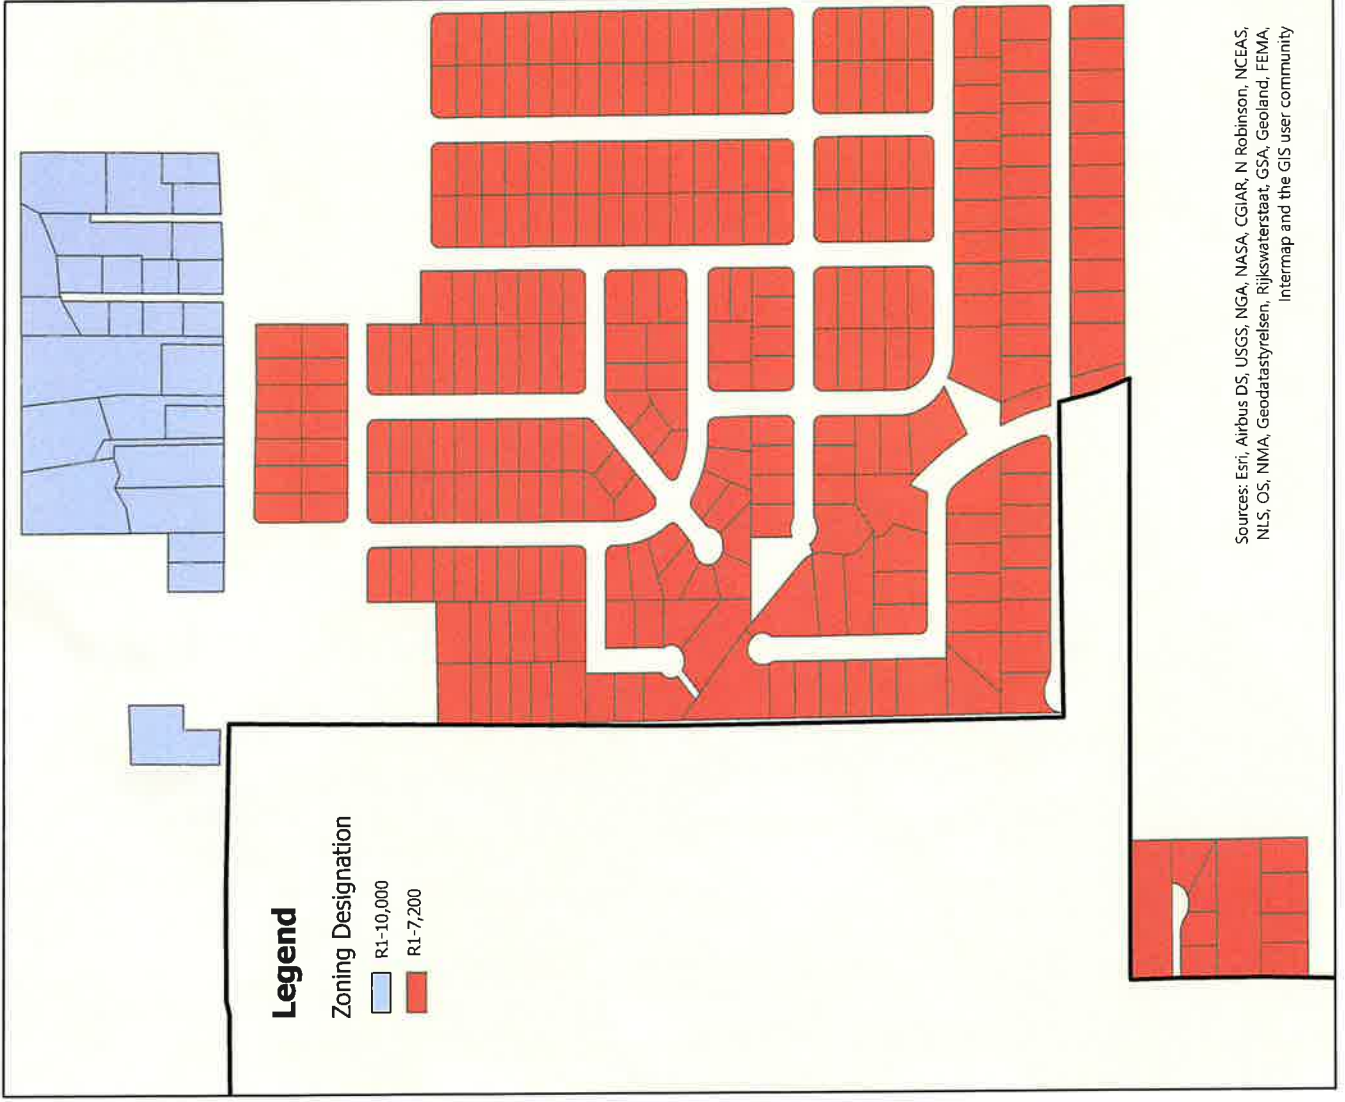 Legend
Zoning Designation
R1-10,000
R1-7,200
Sources: Esri, Airbus DS, USGS, NGA, NASA, CGIAR, N Robinson, NCEAS,
NLS, OS, NMA, Geodatastyrelsen, Rijkswaterstaat, GSA, Geoland, FEMA,
Intermap and the GIS user community